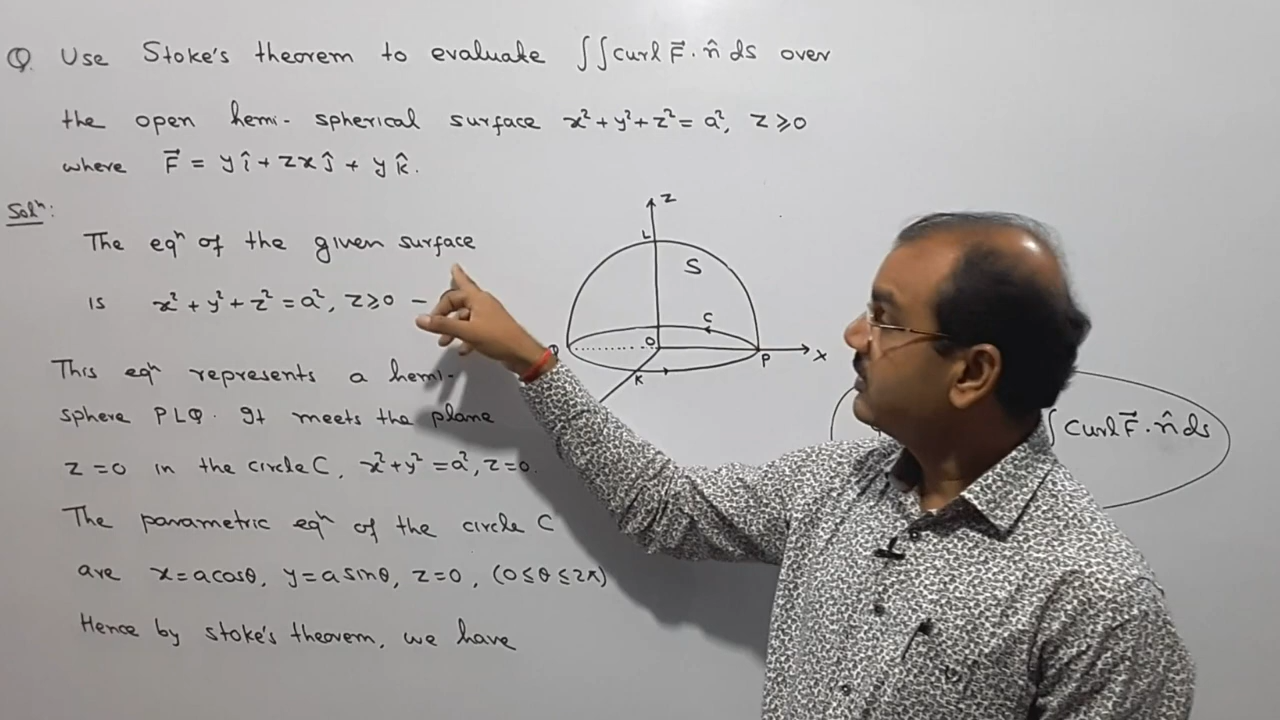 Q. Use Stoke's theorem to evaluate ∫∫ curl F⃗ · n̂ ds over
the open hemi- spherical surface x² + y² + z² = a², z ≥ 0
where F⃗ = y î + zx ĵ + y k̂.
Solⁿ:
The eqⁿ of the given surface
is x² + y² + z² = a², z ≥ 0 –
This eqⁿ represents a hemi-
sphere PLQ. It meets the plane
z = 0 in the circle C, x² + y² = a², z = 0.
The parametric eqⁿ of the circle C
are x = a cosθ, y = a sinθ, z = 0, (0 ≤ θ ≤ 2π)
Hence by stoke's theorem, we have
Z
L
S
C
O
P
X
K
∫ curl F⃗ · n̂ ds